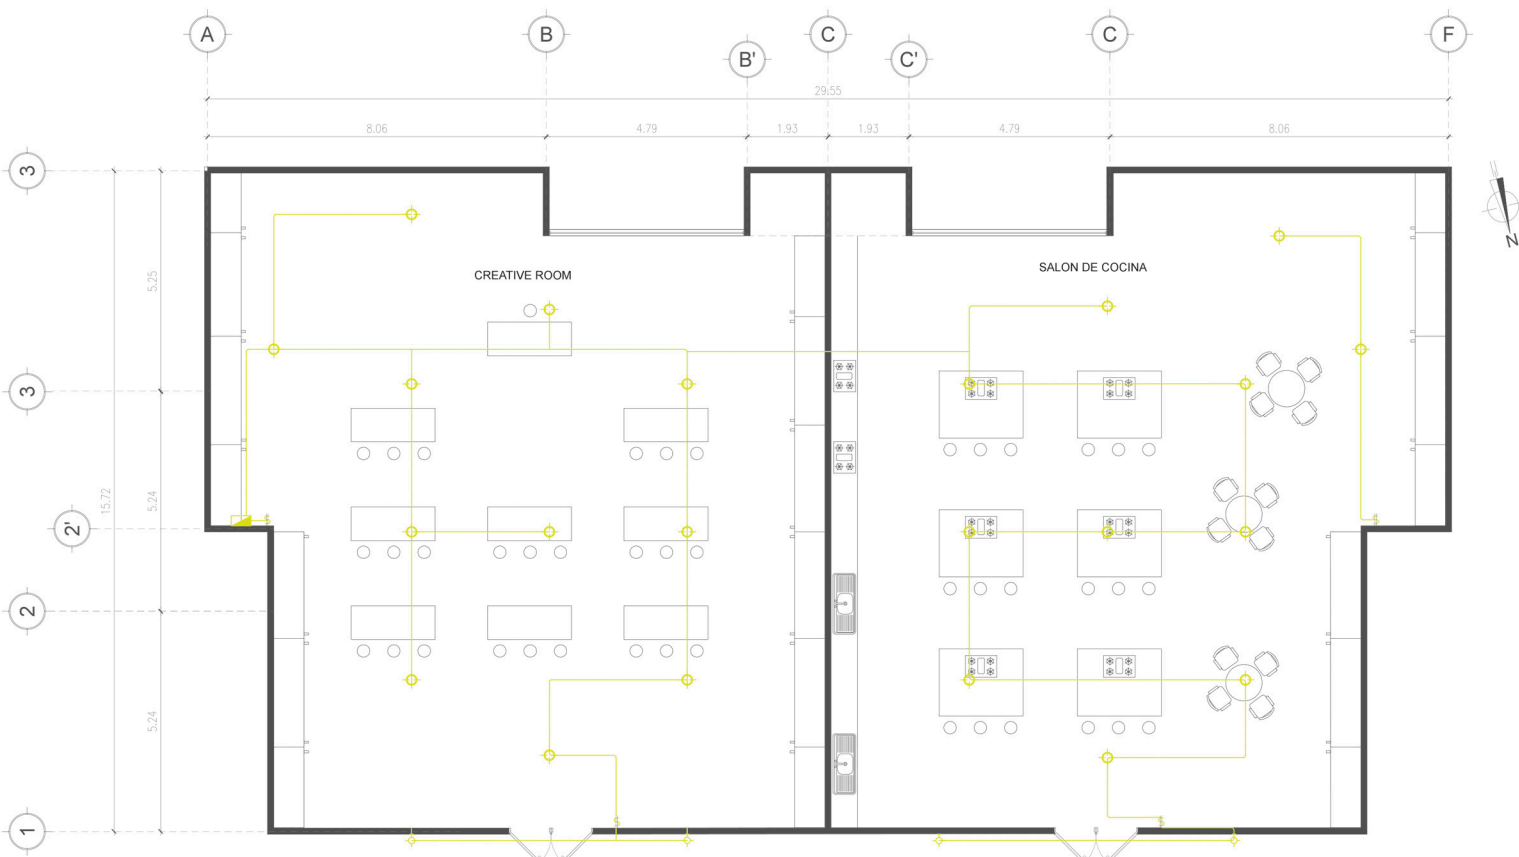 A B C C F
B' C'
29.55
8.06 4.79 1.93 1.93 4.79 8.06
3
CREATIVE ROOM
SALON DE COCINA
N
5.25
3
15.72
5.24
2'
2
5.24
1
$
$
$
$